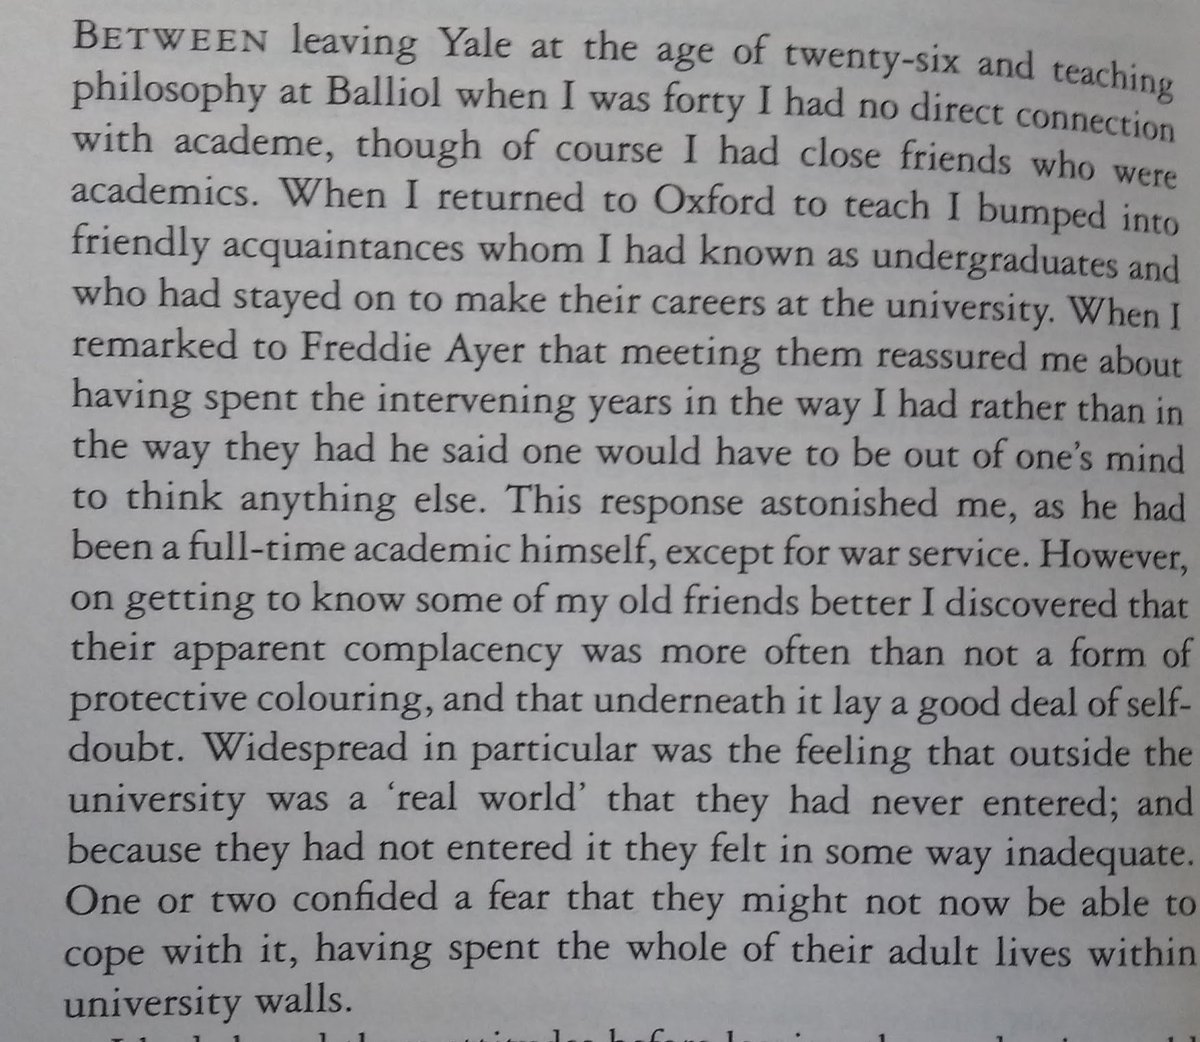 BETWEEN leaving Yale at the age of twenty-six and teaching
philosophy at Balliol when I was forty I had no direct connection
with academe, though of course I had close friends who were
academics. When I returned to Oxford to teach I bumped into
friendly acquaintances whom I had known as undergraduates and
who had stayed on to make their careers at the university. When I
remarked to Freddie Ayer that meeting them reassured me about
having spent the intervening years in the way I had rather than in
the way they had he said one would have to be out of one's mind
to think anything else. This response astonished me, as he had
been a full-time academic himself, except for war service. However,
on getting to know some of my old friends better I discovered that
their apparent complacency was more often than not a form of
protective colouring, and that underneath it lay a good deal of self-
doubt. Widespread in particular was the feeling that outside the
university was a ‘real world’ that they had never entered; and
because they had not entered it they felt in some way inadequate.
One or two confided a fear that they might not now be able to
cope with it, having spent the whole of their adult lives within
university walls.